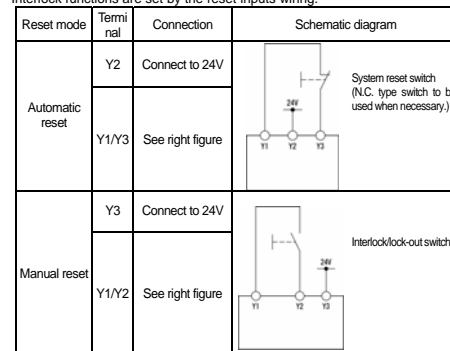 Interlock functions are set by the reset inputs wiring.
Reset mode Termi nal Connection Schematic diagram
Automatic reset
Y2 Connect to 24V
Y1/Y3 See right figure
24V
Y1 Y2 Y3
System reset switch
(N.C. type switch to b
used when necessary.)
Manual reset
Y3 Connect to 24V
Y1/Y2 See right figure
24V
Y1 Y2 Y3
Interlock/lock-out switch